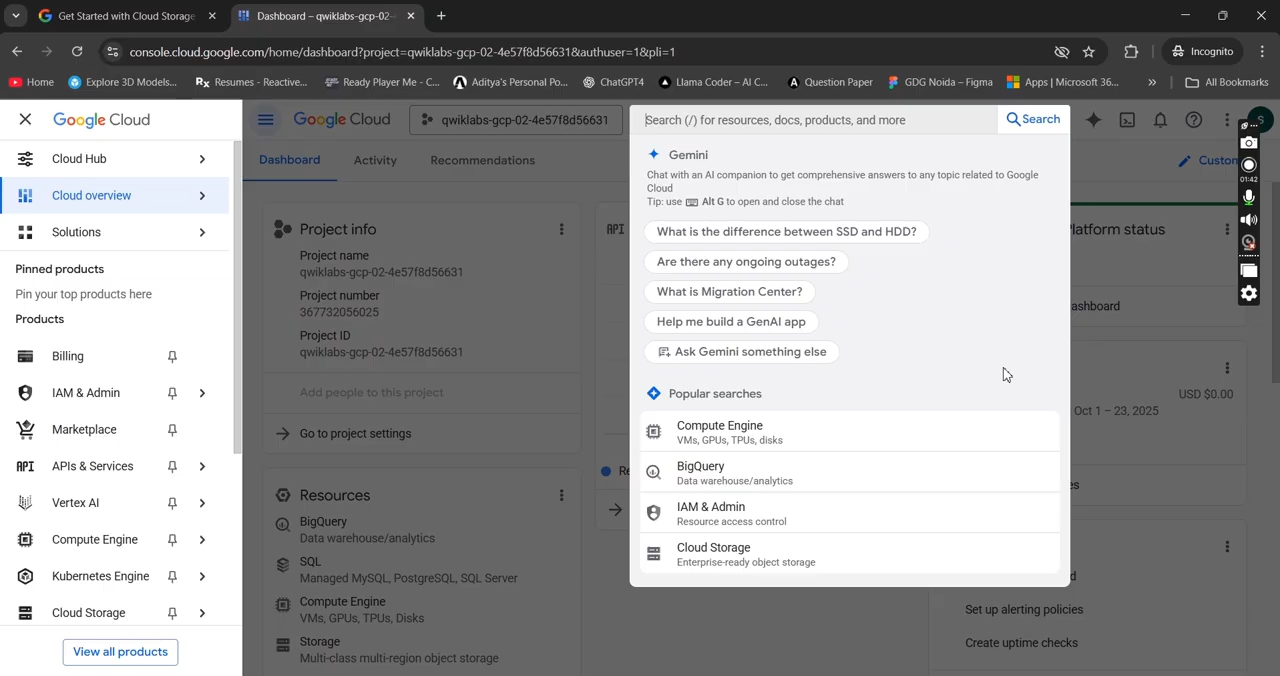 Get Started with Cloud Storage
Dashboard – qwiklabs-gcp-02-
console.cloud.google.com/home/dashboard?project=qwiklabs-gcp-02-4e57f8d56631&authuser=1&pli=1
Incognito
Home
Explore 3D Models...
Rx Resumes - Reactive...
Ready Player Me - C...
Aditya's Personal Po...
ChatGPT4
Llama Coder – AI C...
Question Paper
GDG Noida – Figma
Apps | Microsoft 36...
»
All Bookmarks
Google Cloud
Cloud Hub
Cloud overview
Solutions
Pinned products
Pin your top products here
Products
Billing
IAM & Admin
Marketplace
API APIs & Services
Vertex AI
Compute Engine
Kubernetes Engine
Cloud Storage
View all products
Google Cloud
qwiklabs-gcp-02-4e57f8d56631
Search (/) for resources, docs, products, and more
Search
S
Dashboard
Activity
Recommendations
Custom
Project info
Project name
qwiklabs-gcp-02-4e57f8d56631
Project number
367732056025
Project ID
qwiklabs-gcp-02-4e57f8d56631
Add people to this project
Go to project settings
Resources
BigQuery
Data warehouse/analytics
SQL
Managed MySQL, PostgreSQL, SQL Server
Compute Engine
VMs, GPUs, TPUs, Disks
Storage
Multi-class multi-region object storage
API
Re
Gemini
Chat with an AI companion to get comprehensive answers to any topic related to Google
Cloud
Tip: use Alt G to open and close the chat
What is the difference between SSD and HDD?
Are there any ongoing outages?
What is Migration Center?
Help me build a GenAI app
Ask Gemini something else
Popular searches
Compute Engine
VMs, GPUs, TPUs, disks
BigQuery
Data warehouse/analytics
IAM & Admin
Resource access control
Cloud Storage
Enterprise-ready object storage
Platform status
ashboard
USD $0.00
Oct 1 – 23, 2025
es
d
Set up alerting policies
Create uptime checks
01:42